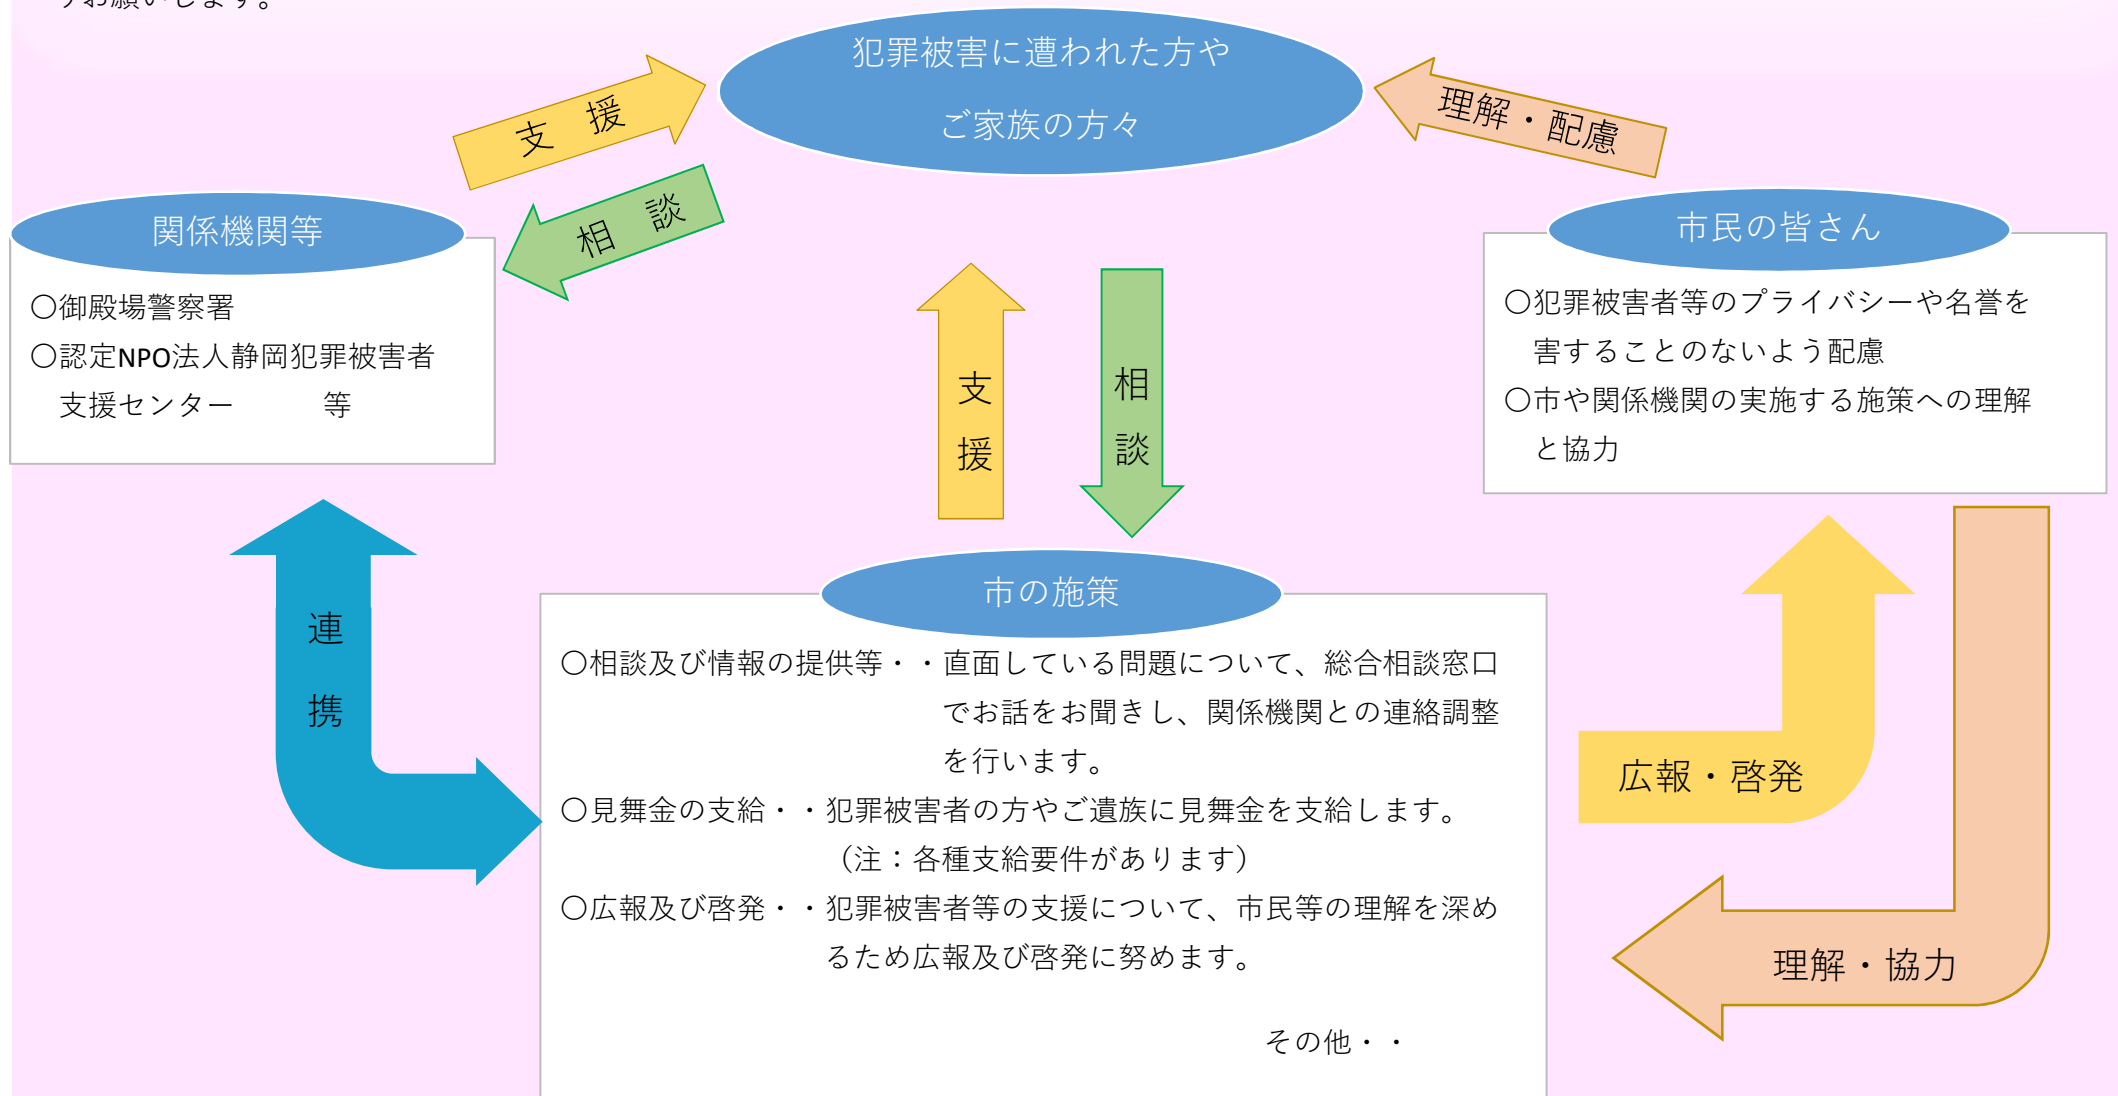 うお願いします。
犯罪被害に遭われた方や
ご家族の方々
支 援
理解・配慮
相 談
関係機関等
〇御殿場警察署
〇認定NPO法人静岡犯罪被害者
支援センター 等
市民の皆さん
〇犯罪被害者等のプライバシーや名誉を
害することのないよう配慮
〇市や関係機関の実施する施策への理解
と協力
支
援
相
談
連
携
市の施策
〇相談及び情報の提供等・・直面している問題について、総合相談窓口
でお話をお聞きし、関係機関との連絡調整
を行います。
〇見舞金の支給・・犯罪被害者の方やご遺族に見舞金を支給します。
（注：各種支給要件があります）
〇広報及び啓発・・犯罪被害者等の支援について、市民等の理解を深め
るため広報及び啓発に努めます。
その他・・
広報・啓発
理解・協力